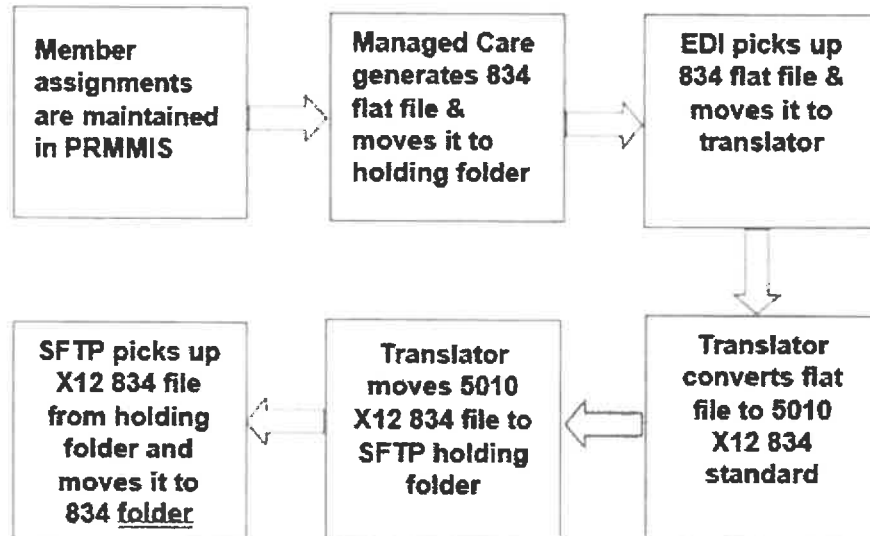 Member
assignments
are maintained
in PRMMIS
Managed Care
generates 834
flat file &
moves it to
holding folder
EDI picks up
834 flat file &
moves it to
translator
Translator
converts flat
file to 5010
X12 834
standard
Translator
moves 5010
X12 834 file to
SFTP holding
folder
SFTP picks up
X12 834 file
from holding
folder and
moves it to
834 folder